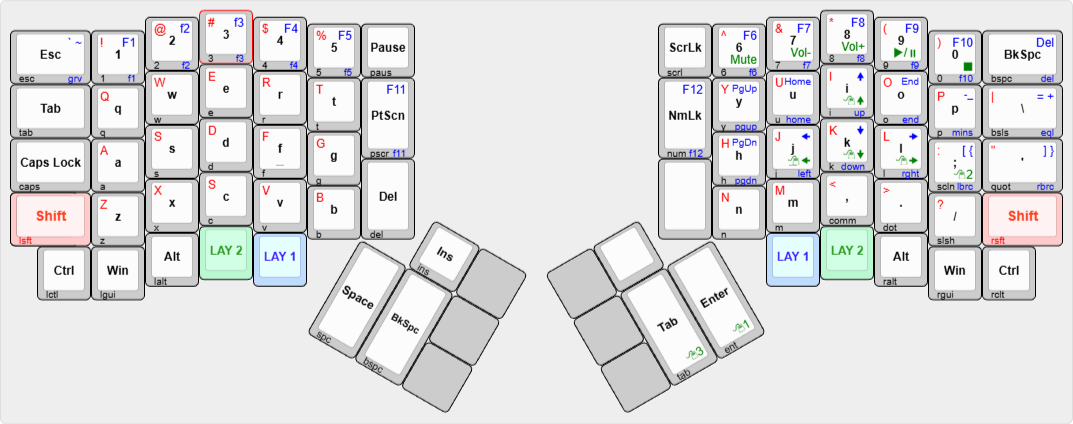 ` ~
Esc
esc grv
! F1
1
1 f1
@ f2
2
2 f2
# f3
3
3 f3
$ F4
4
4 f4
% F5
5
5 f5
Pause
paus
Tab
tab
Q
q
q
W
w
w
E
e
e
R
r
r
T
t
t
F11
PtScn
pscr f11
Caps Lock
caps
A
a
a
S
s
s
D
d
d
F
f
_
f
G
g
g
Del
del
Shift
lsft
Z
z
z
X
x
x
S
c
c
V
v
v
B
b
b
Ctrl
lctl
Win
lgui
Alt
lalt
LAY 2
LAY 1
Ins
ins
Space
spc
BkSpc
bspc
ScrLk
scrl
^ F6
6
Mute
6 f6
& F7
7
Vol-
7 f7
* F8
8
Vol+
8 f8
( F9
9
9 f9
) F10
0
0 f10
Del
BkSpc
bspc del
F12
NmLk
num f12
Y PgUp
y
y pgup
U Home
u
u home
I
i
i up
O End
o
o end
P -_
p
p mins
| = +
\
bsls eql
H PgDn
h
h pgdn
J
j
j left
K
k
k down
L
l
l rght
: [ {
;
2
scln lbrc
" ] }
'
quot rbrc
N
n
n
M
m
m
<
,
comm
>
.
dot
?
/
slsh
Shift
rsft
LAY 1
LAY 2
Alt
ralt
Win
rgui
Ctrl
rclt
Tab
3
tab
Enter
1
ent